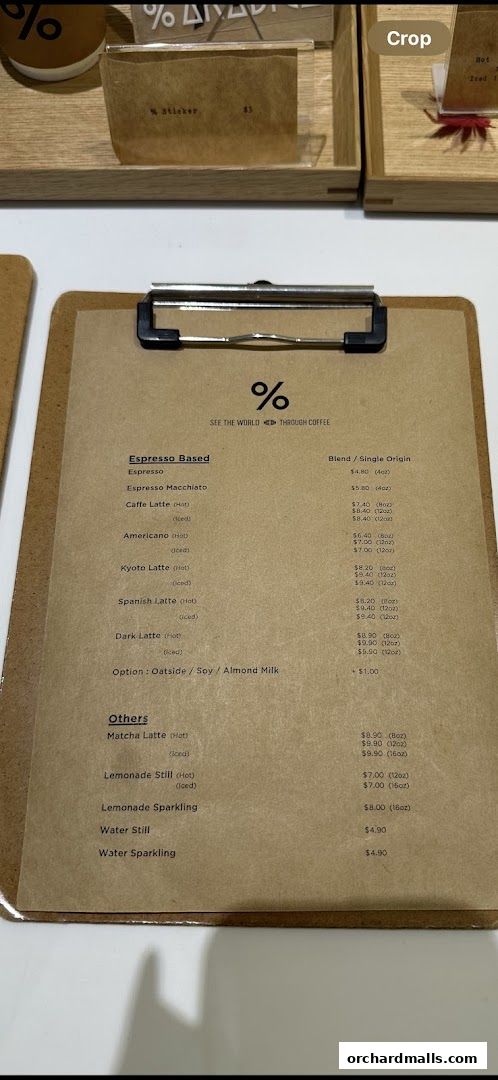 % ARABICA
%
% Sticker $3
Crop
Hot
Iced
%
SEE THE WORLD THROUGH COFFEE
Espresso Based Blend / Single Origin
Espresso $4.80 (4oz)
Espresso Macchiato $5.80 (4oz)
Caffe Latte (Hot) $7.40 (8oz)
$8.40 (12oz)
(Iced) $8.40 (12oz)
Americano (Hot) $6.40 (8oz)
$7.00 (12oz)
(Iced) $7.00 (12oz)
Kyoto Latte (Hot) $8.20 (8oz)
$9.40 (12oz)
(Iced) $9.40 (12oz)
Spanish Latte (Hot) $8.20 (8oz)
$9.40 (12oz)
(Iced) $9.40 (12oz)
Dark Latte (Hot) $8.90 (8oz)
$9.90 (12oz)
(Iced) $9.90 (12oz)
Option : Oatside / Soy / Almond Milk + $1.00
Others
Matcha Latte (Hot) $8.90 (8oz)
$9.90 (12oz)
(Iced) $9.90 (16oz)
Lemonade Still (Hot) $7.00 (12oz)
(Iced) $7.00 (16oz)
Lemonade Sparkling $8.00 (16oz)
Water Still $4.90
Water Sparkling $4.90
orchardmalls.com